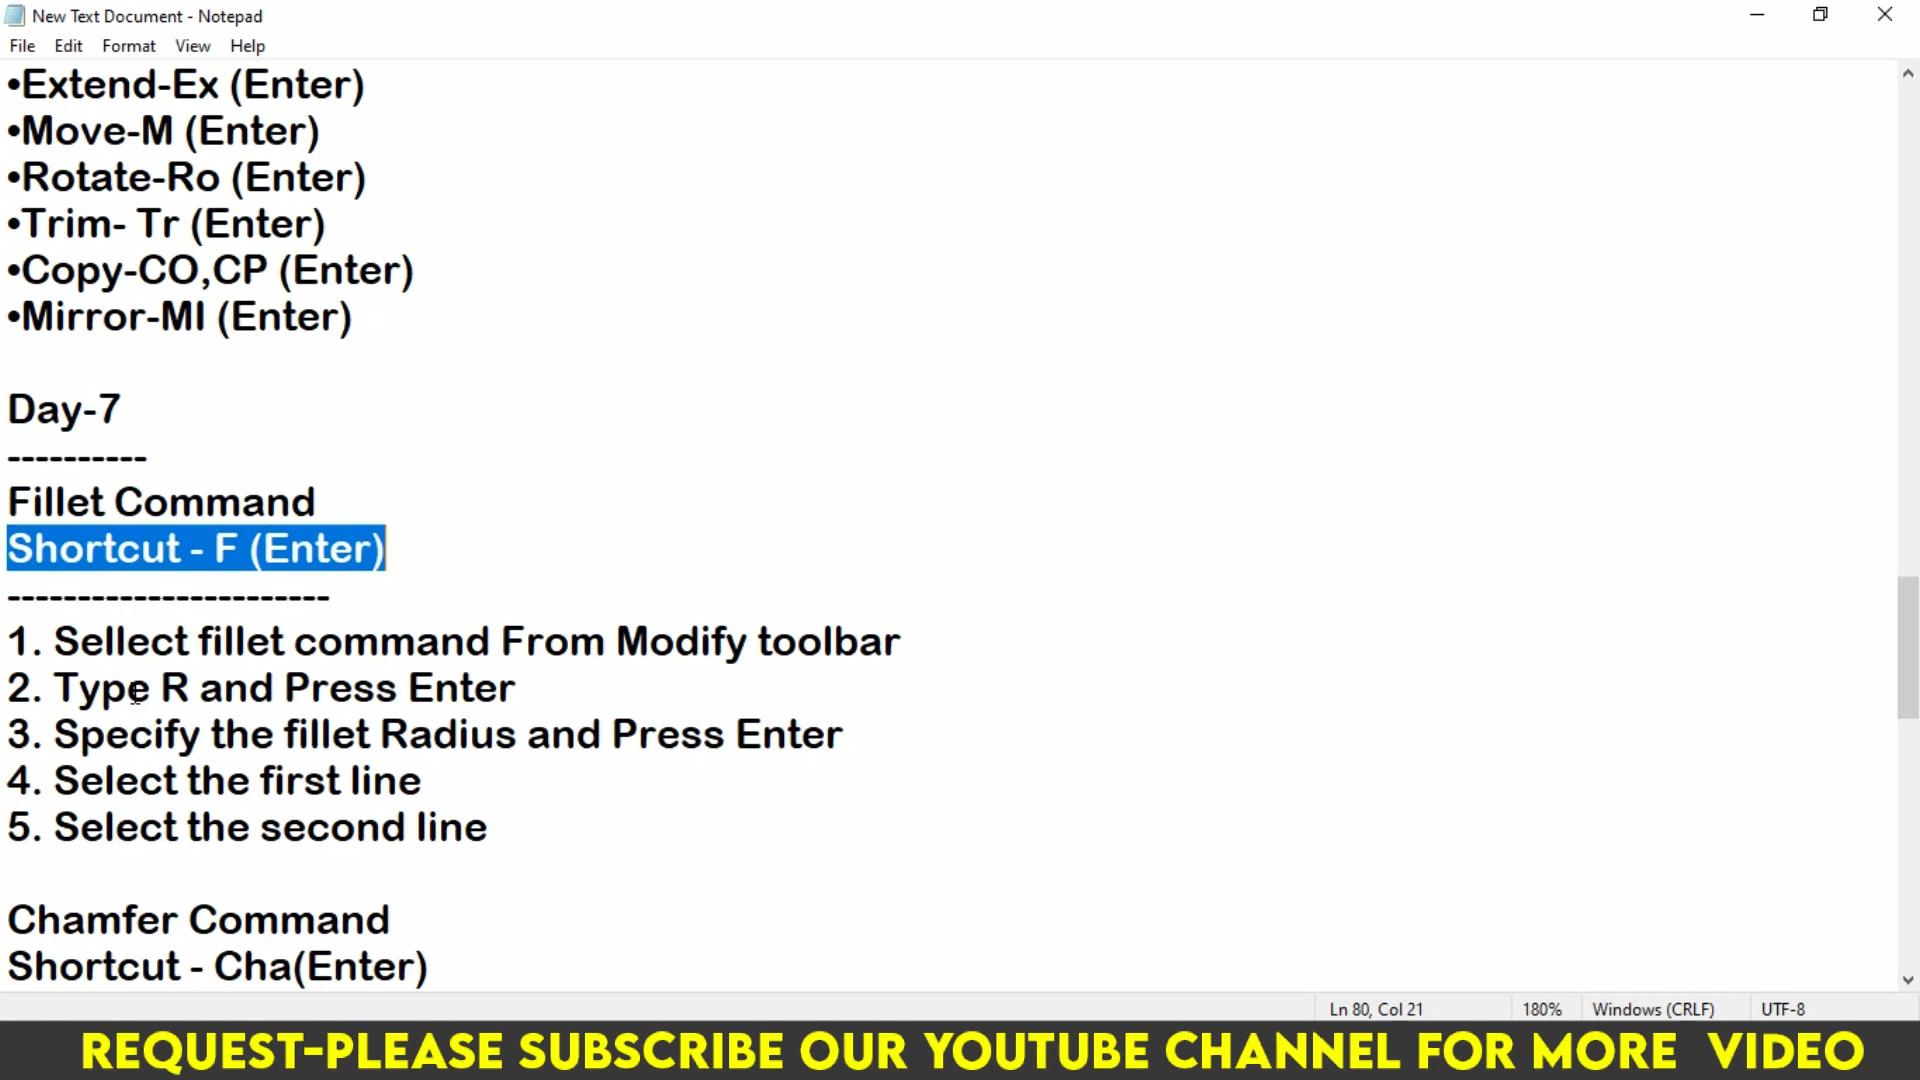 New Text Document - Notepad
File Edit Format View Help
•Extend-Ex (Enter)
•Move-M (Enter)
•Rotate-Ro (Enter)
•Trim- Tr (Enter)
•Copy-CO,CP (Enter)
•Mirror-MI (Enter)
Day-7
----------
Fillet Command
Shortcut - F (Enter)
-----------------------
1. Sellect fillet command From Modify toolbar
2. Type R and Press Enter
3. Specify the fillet Radius and Press Enter
4. Select the first line
5. Select the second line
Chamfer Command
Shortcut - Cha(Enter)
Ln 80, Col 21 180% Windows (CRLF) UTF-8
REQUEST-PLEASE SUBSCRIBE OUR YOUTUBE CHANNEL FOR MORE VIDEO